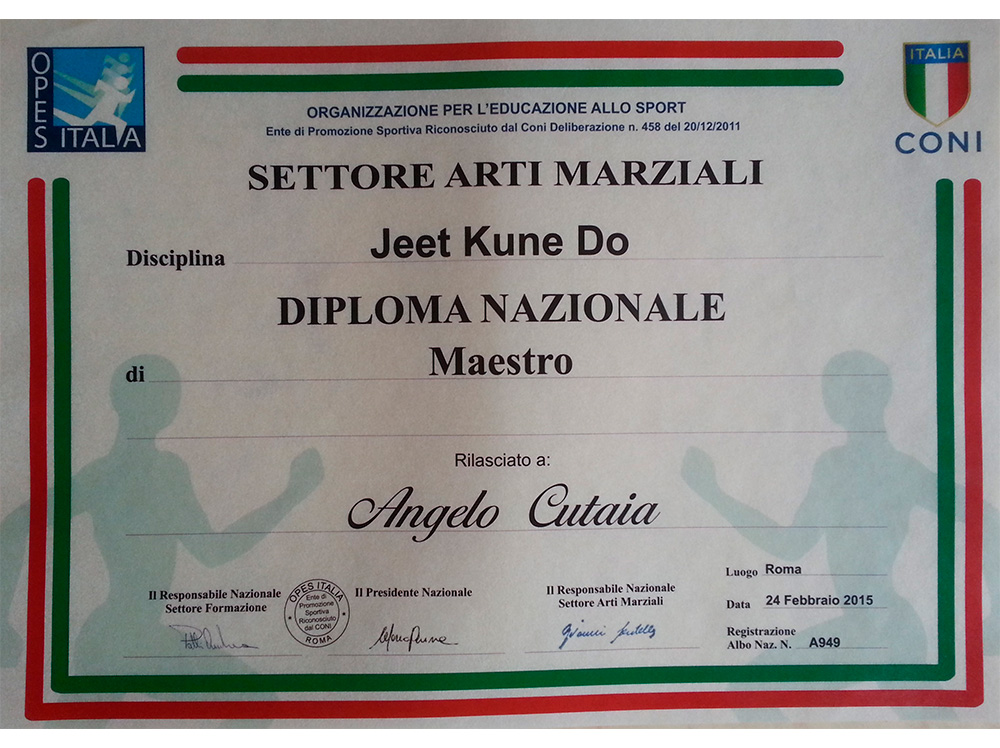 OPES ITALIA
ITALIA
CONI
ORGANIZZAZIONE PER L'EDUCAZIONE ALLO SPORT
Ente di Promozione Sportiva Riconosciuto dal Coni Deliberazione n. 458 del 20/12/2011
SETTORE ARTI MARZIALI
Disciplina Jeet Kune Do
DIPLOMA NAZIONALE
di Maestro
Rilasciato a:
Angelo Cutaia
Il Responsabile Nazionale
Settore Formazione
OPES ITALIA
Ente di
Promozione
Sportiva
Riconosciuto
dal CONI
ROMA
Il Presidente Nazionale
Il Responsabile Nazionale
Settore Arti Marziali
Luogo Roma
Data 24 Febbraio 2015
Registrazione
Albo Naz. N. A949